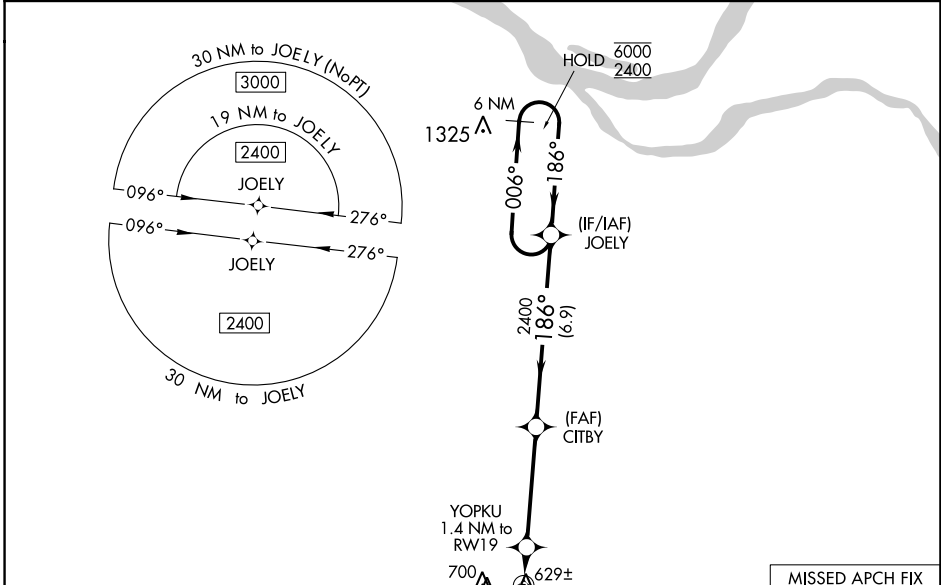 30 NM to JOELY (NoPT)
3000
19 NM to JOELY
2400
JOELY
096°
276°
096°
276°
JOELY
2400
30 NM to JOELY
HOLD 6000
2400
6 NM
1325
006°
186°
(IF/IAF)
JOELY
2400
186°
(6.9)
(FAF)
CITBY
YOPKU
1.4 NM to
RW19
700
629±
MISSED APCH FIX